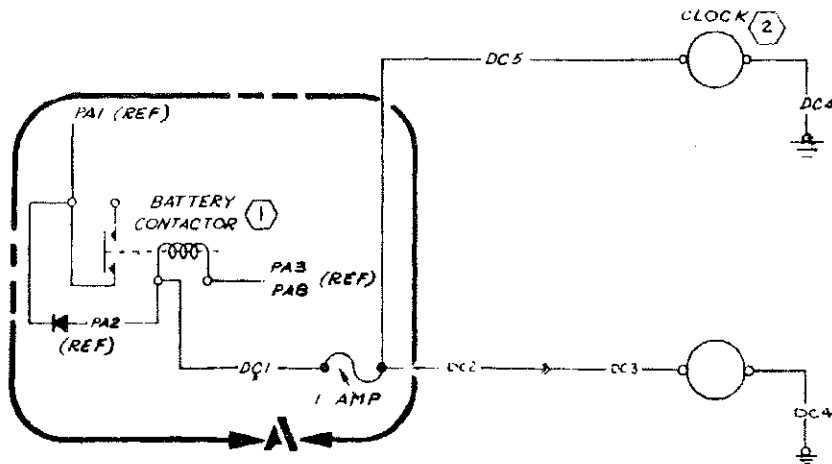 CLOCK 2
DC5
DC4
PA1 (REF)
BATTERY
CONTACTOR 1
PA3
PA8 (REF)
PA2
(REF)
DC1
1 AMP
DC2
DC3
DC4
A